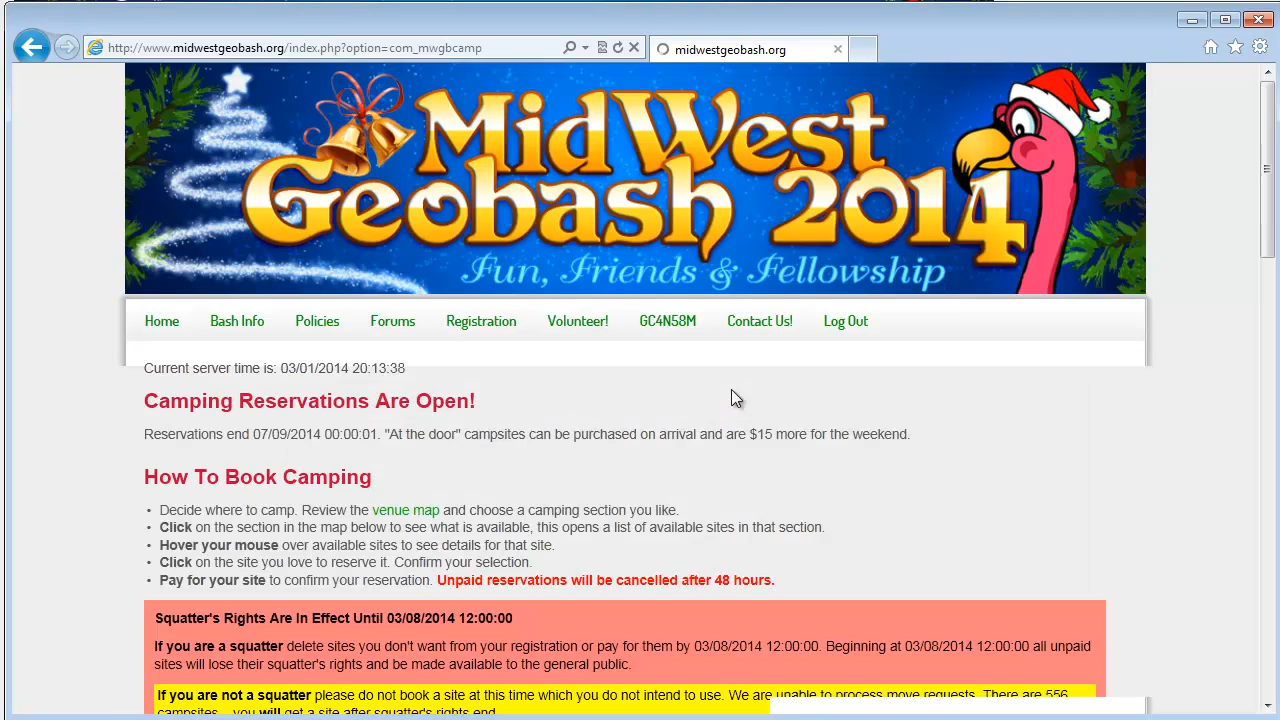 http://www.midwestgeobash.org/index.php?option=com_mwgbcamp
midwestgeobash.org
MidWest
Geobash 2014
Fun, Friends & Fellowship
Home Bash Info Policies Forums Registration Volunteer! GC4N58M Contact Us! Log Out
Current server time is: 03/01/2014 20:13:38
Camping Reservations Are Open!
Reservations end 07/09/2014 00:00:01. "At the door" campsites can be purchased on arrival and are $15 more for the weekend.
How To Book Camping
• Decide where to camp. Review the venue map and choose a camping section you like.
• Click on the section in the map below to see what is available, this opens a list of available sites in that section.
• Hover your mouse over available sites to see details for that site.
• Click on the site you love to reserve it. Confirm your selection.
• Pay for your site to confirm your reservation. Unpaid reservations will be cancelled after 48 hours.
Squatter's Rights Are In Effect Until 03/08/2014 12:00:00
If you are a squatter delete sites you don't want from your registration or pay for them by 03/08/2014 12:00:00. Beginning at 03/08/2014 12:00:00 all unpaid
sites will lose their squatter's rights and be made available to the general public.
If you are not a squatter please do not book a site at this time which you do not intend to use. We are unable to process move requests. There are 556
campsites... you will get a site after squatter's rights end.